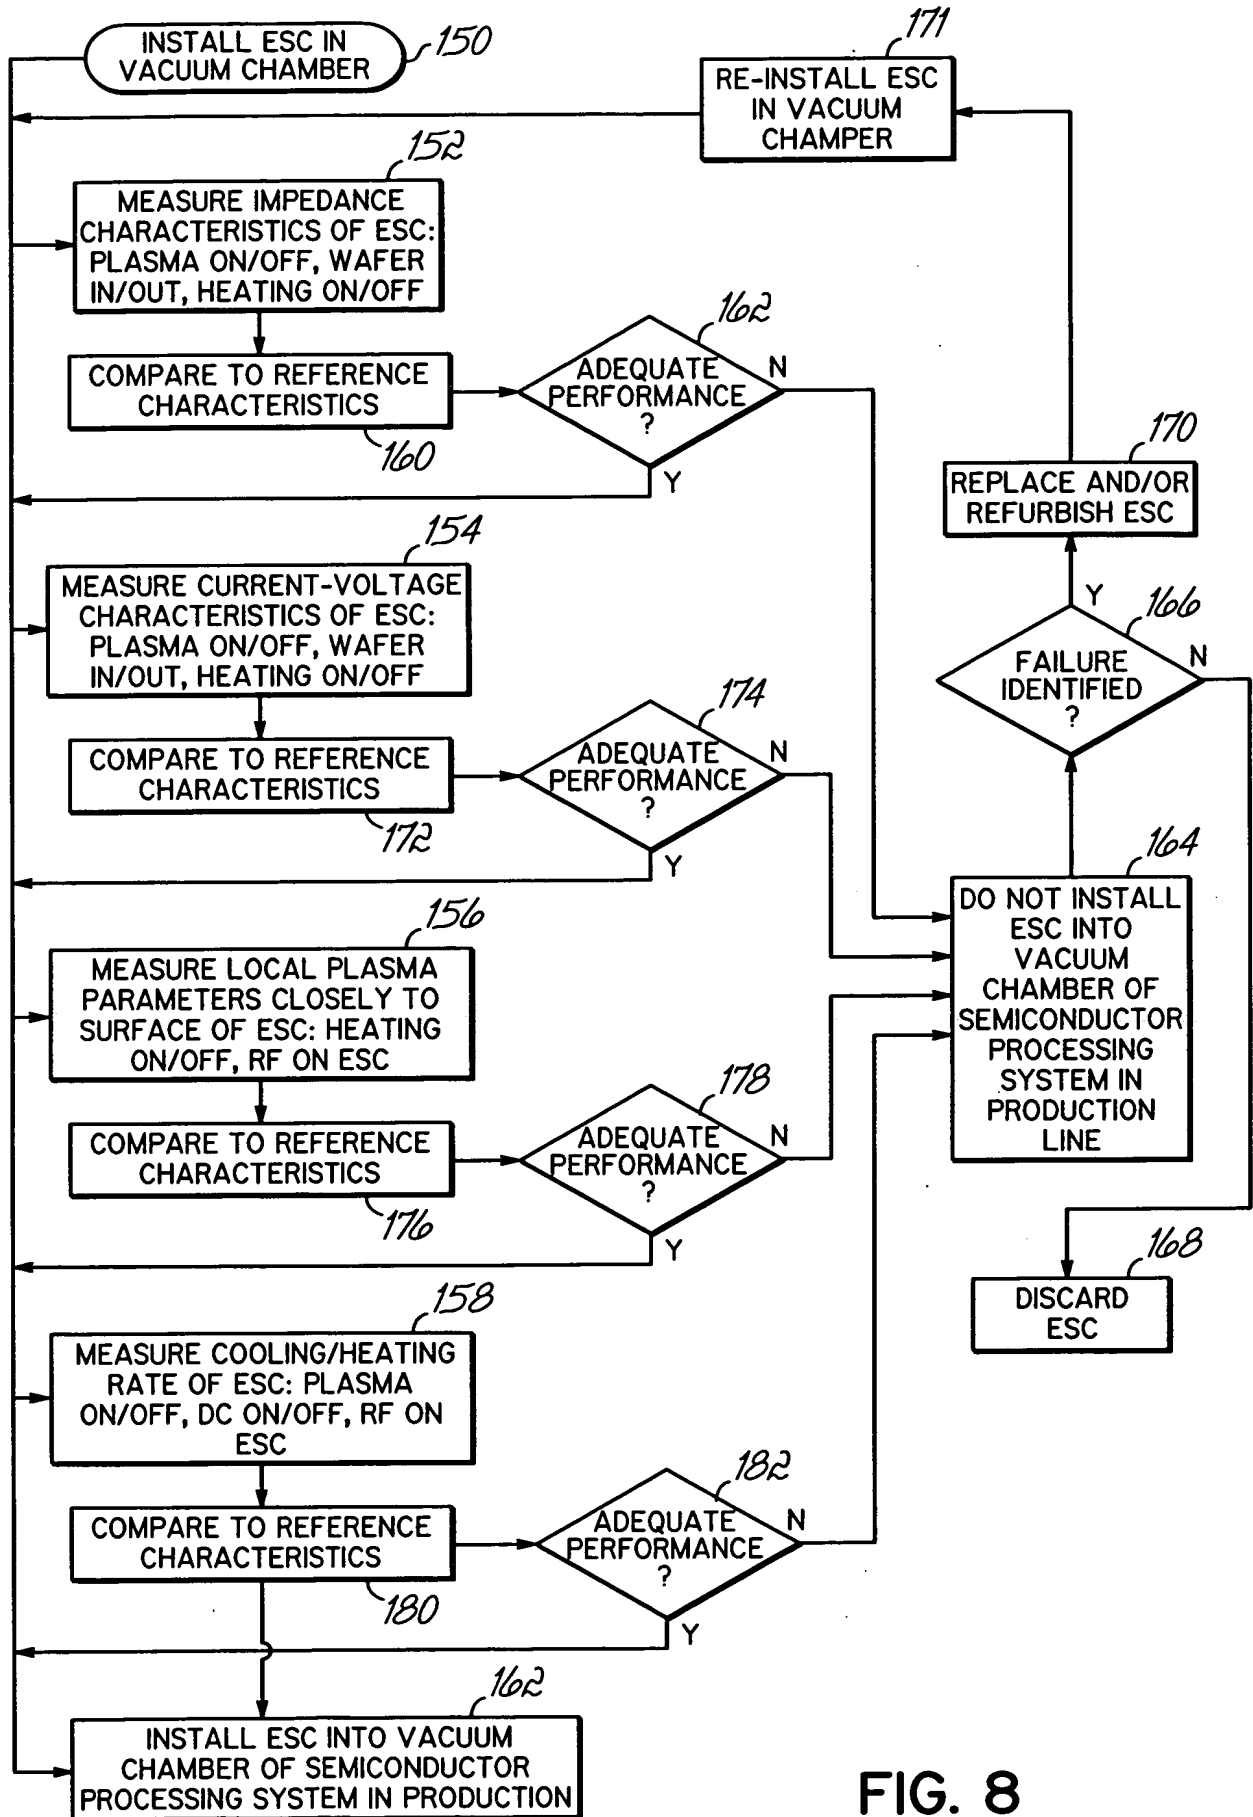 INSTALL ESC IN
VACUUM CHAMBER
150
171
RE-INSTALL ESC
IN VACUUM
CHAMPER
152
MEASURE IMPEDANCE
CHARACTERISTICS OF ESC:
PLASMA ON/OFF, WAFER
IN/OUT, HEATING ON/OFF
COMPARE TO REFERENCE
CHARACTERISTICS
160
162
ADEQUATE
PERFORMANCE
?
N
Y
170
REPLACE AND/OR
REFURBISH ESC
Y
166
FAILURE
IDENTIFIED
?
N
154
MEASURE CURRENT-VOLTAGE
CHARACTERISTICS OF ESC:
PLASMA ON/OFF, WAFER
IN/OUT, HEATING ON/OFF
COMPARE TO REFERENCE
CHARACTERISTICS
172
174
ADEQUATE
PERFORMANCE
?
N
Y
164
DO NOT INSTALL
ESC INTO
VACUUM
CHAMBER OF
SEMICONDUCTOR
PROCESSING
SYSTEM IN
PRODUCTION
LINE
156
MEASURE LOCAL PLASMA
PARAMETERS CLOSELY TO
SURFACE OF ESC: HEATING
ON/OFF, RF ON ESC
COMPARE TO REFERENCE
CHARACTERISTICS
176
178
ADEQUATE
PERFORMANCE
?
N
Y
168
DISCARD
ESC
158
MEASURE COOLING/HEATING
RATE OF ESC: PLASMA
ON/OFF, DC ON/OFF, RF ON
ESC
COMPARE TO REFERENCE
CHARACTERISTICS
180
182
ADEQUATE
PERFORMANCE
?
N
Y
162
INSTALL ESC INTO VACUUM
CHAMBER OF SEMICONDUCTOR
PROCESSING SYSTEM IN PRODUCTION
FIG. 8